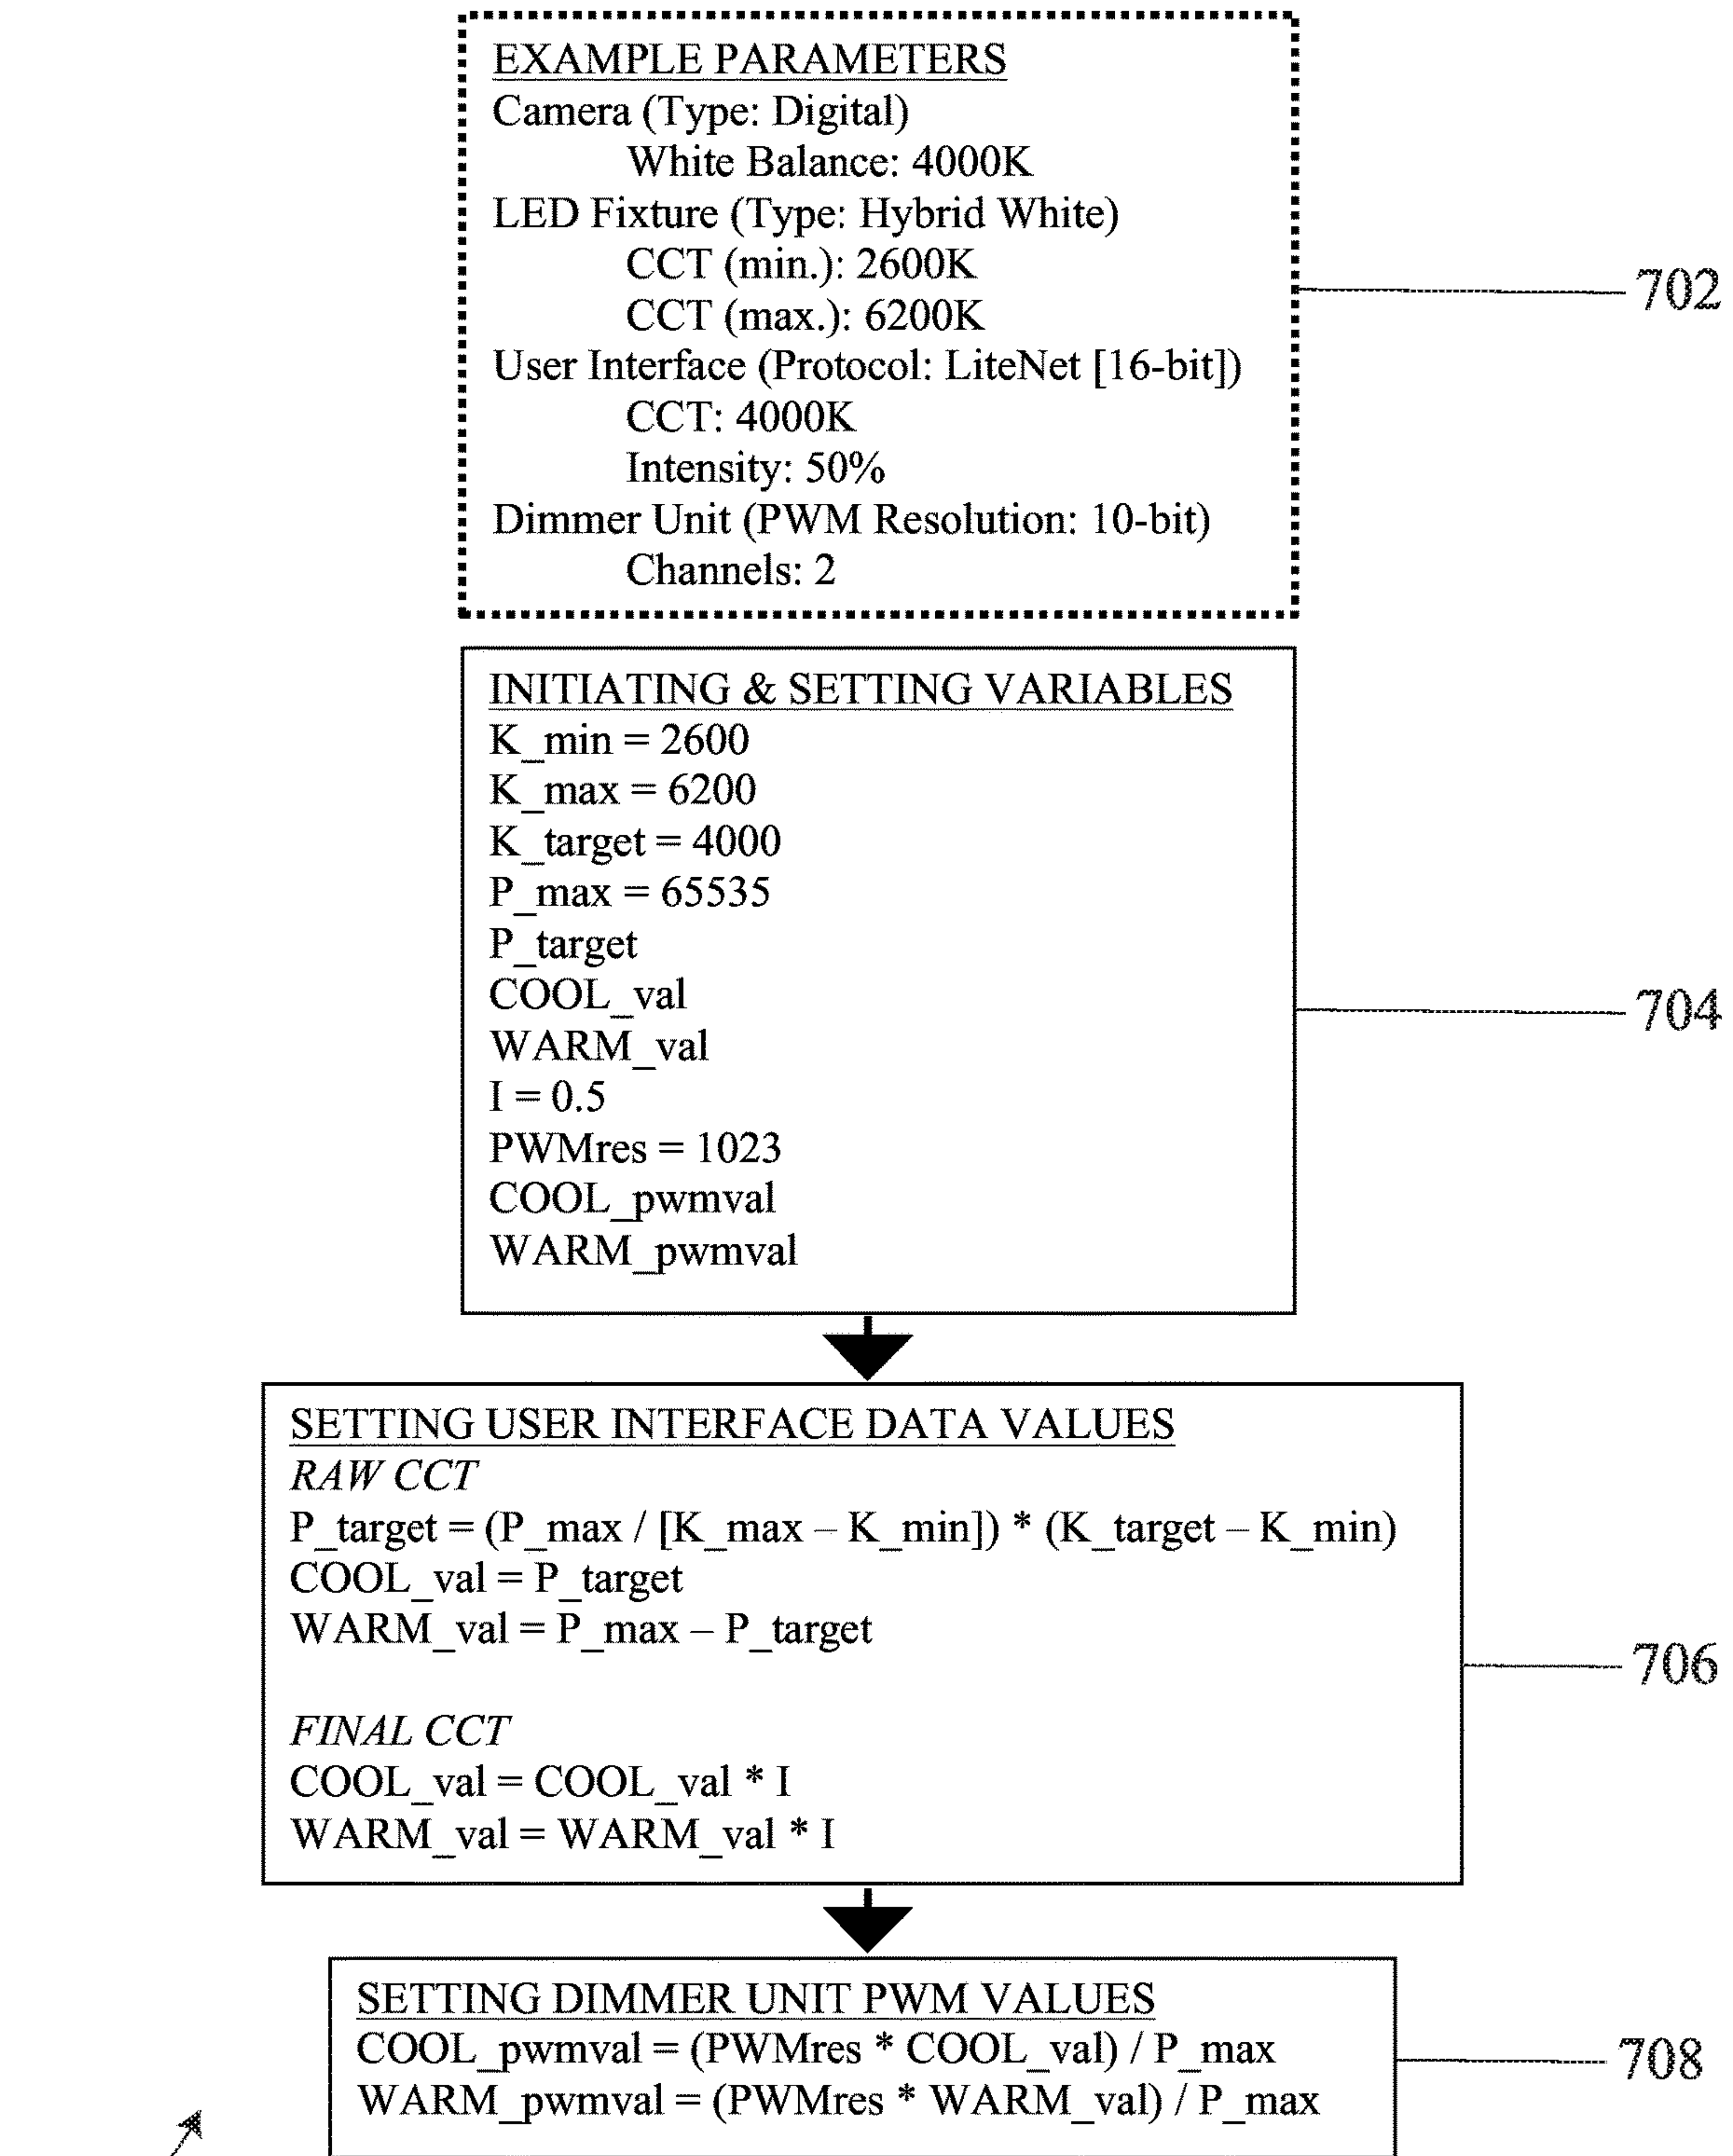 EXAMPLE PARAMETERS
Camera (Type: Digital)
White Balance: 4000K
LED Fixture (Type: Hybrid White)
CCT (min.): 2600K
CCT (max.): 6200K
User Interface (Protocol: LiteNet [16-bit])
CCT: 4000K
Intensity: 50%
Dimmer Unit (PWM Resolution: 10-bit)
Channels: 2
702
INITIATING & SETTING VARIABLES
K_min = 2600
K_max = 6200
K_target = 4000
P_max = 65535
P_target
COOL_val
WARM_val
I = 0.5
PWMres = 1023
COOL_pwmval
WARM_pwmval
704
SETTING USER INTERFACE DATA VALUES
RAW CCT
P_target = (P_max / [K_max – K_min]) * (K_target – K_min)
COOL_val = P_target
WARM_val = P_max – P_target
706
FINAL CCT
COOL_val = COOL_val * I
WARM_val = WARM_val * I
SETTING DIMMER UNIT PWM VALUES
COOL_pwmval = (PWMres * COOL_val) / P_max
WARM_pwmval = (PWMres * WARM_val) / P_max
708